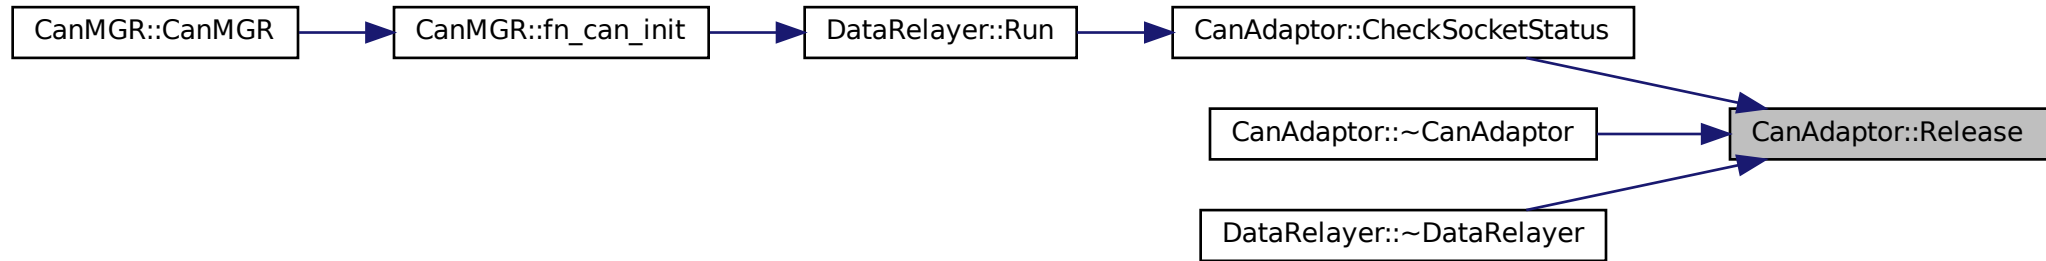 CanMGR::CanMGR
CanMGR::fn_can_init
DataRelayer::Run
CanAdaptor::CheckSocketStatus
CanAdaptor::~CanAdaptor
CanAdaptor::Release
DataRelayer::~DataRelayer